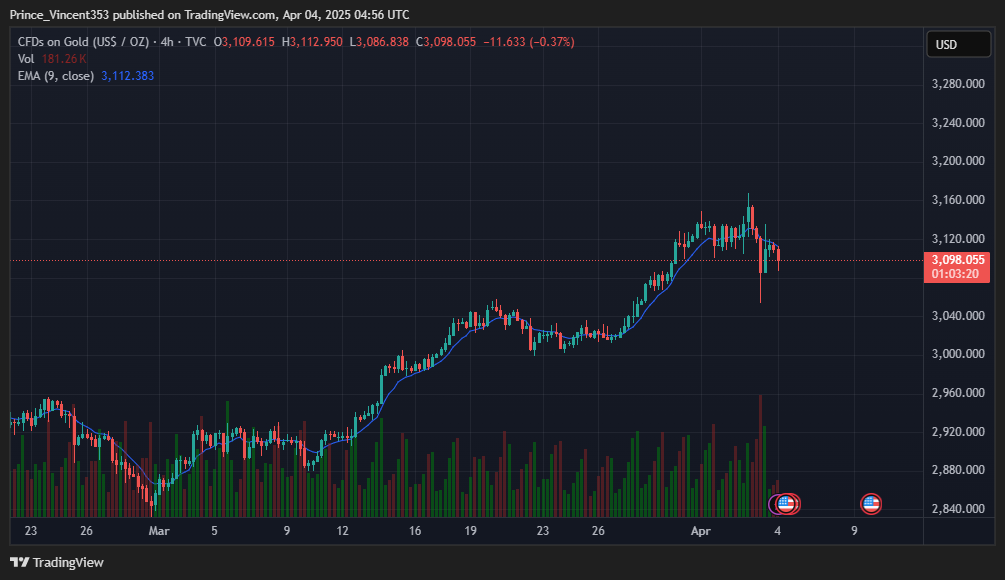 Prince_Vincent353 published on TradingView.com, Apr 04, 2025 04:56 UTC
CFDs on Gold (US$ / OZ) · 4h · TVC O3,109.615 H3,112.950 L3,086.838 C3,098.055 −11.633 (−0.37%)
Vol 181.26 K
EMA (9, close) 3,112.383
USD
3,280.000
3,240.000
3,200.000
3,160.000
3,120.000
3,098.055
01:03:20
3,040.000
3,000.000
2,960.000
2,920.000
2,880.000
2,840.000
23 26 Mar 5 9 12 16 19 23 26 Apr 4 9
TradingView